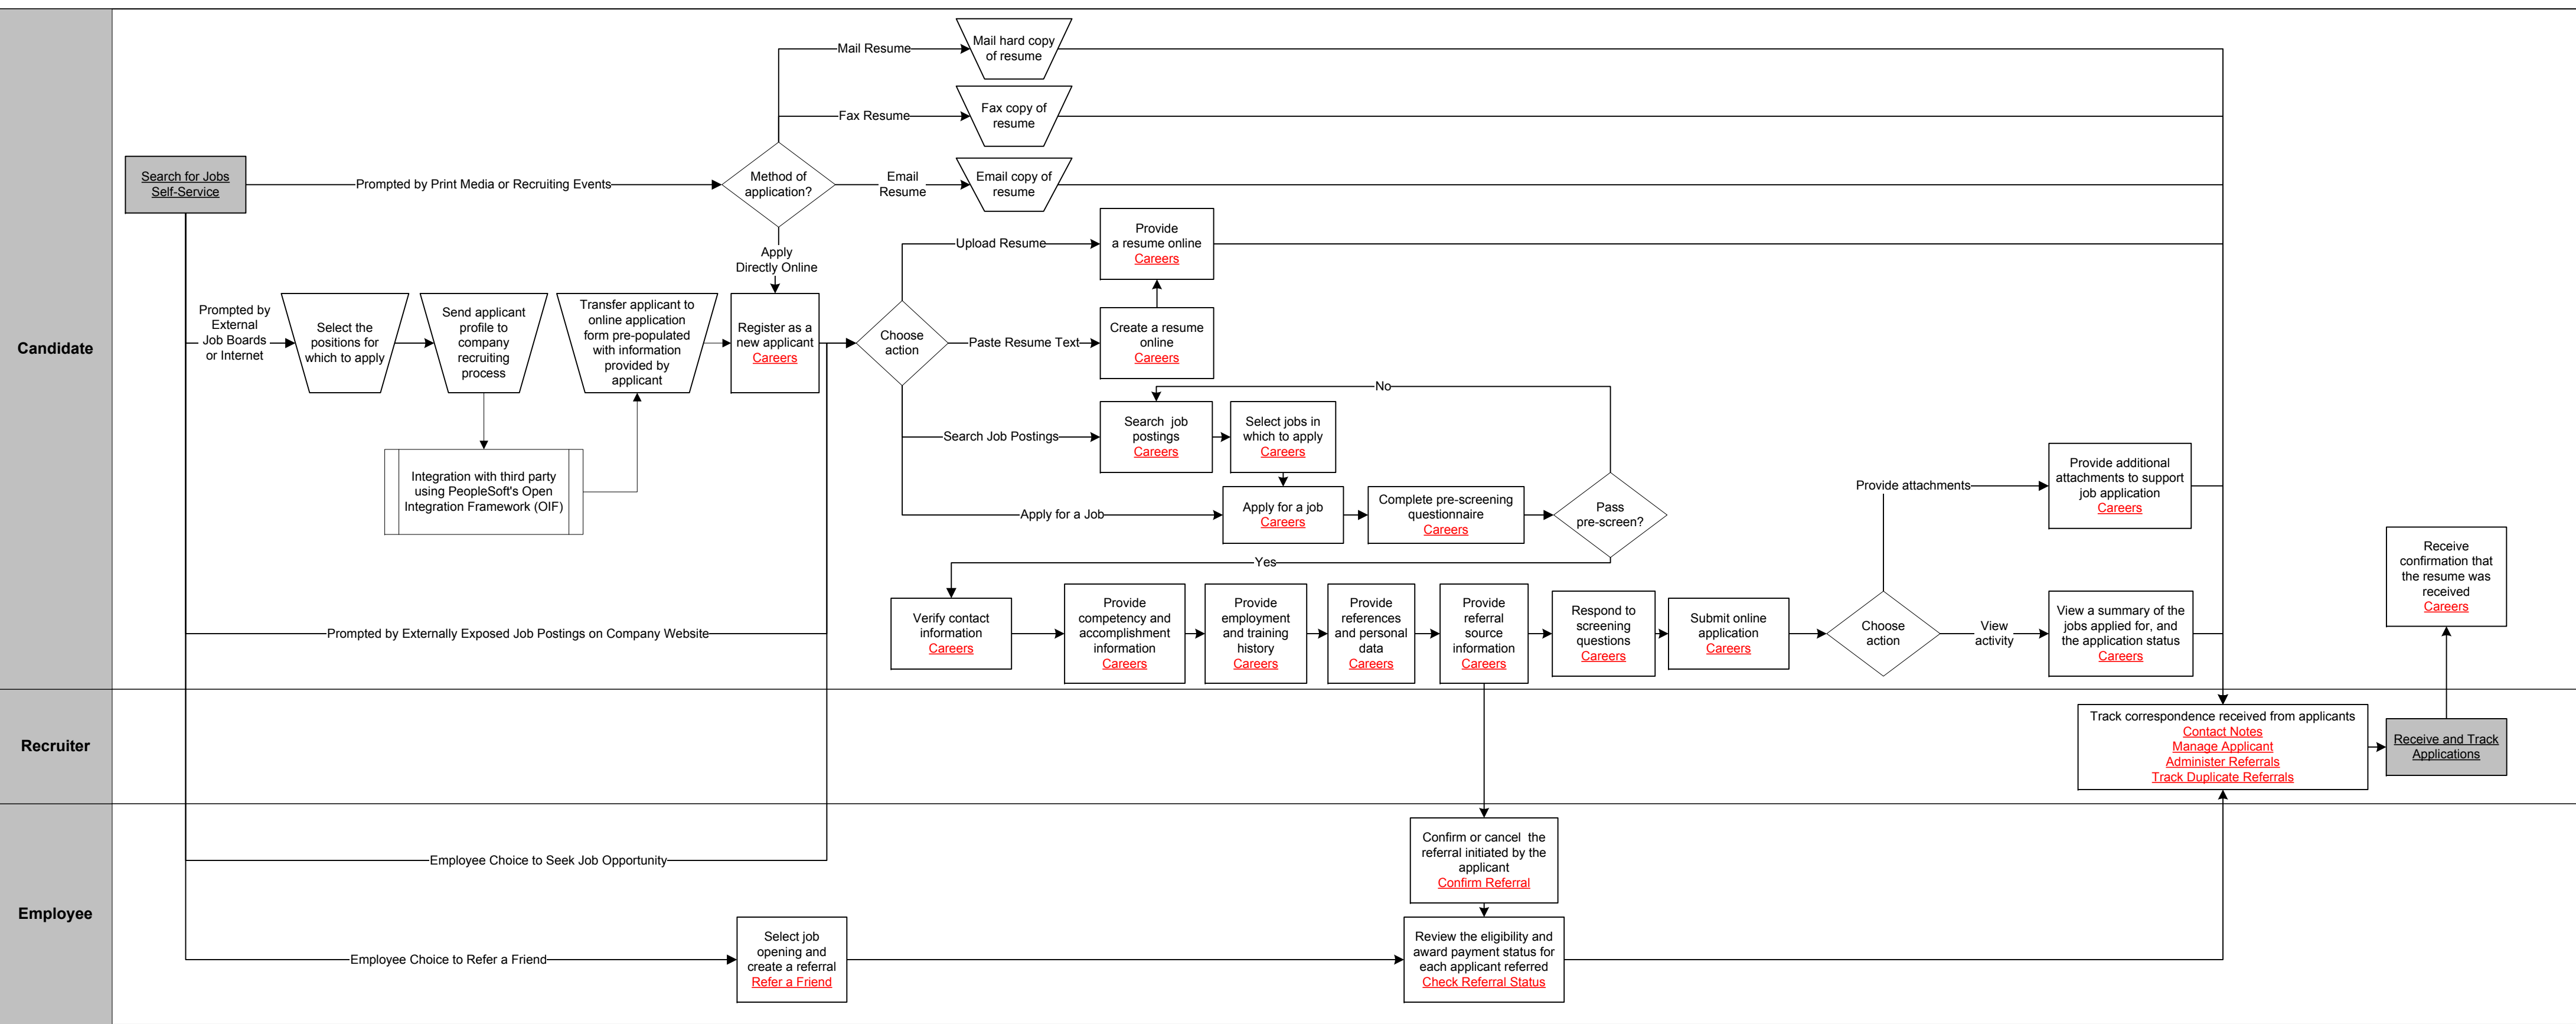 Candidate
Search for Jobs
Self-Service
Prompted by Print Media or Recruiting Events
Method of
application?
Mail Resume
Mail hard copy
of resume
Fax Resume
Fax copy of
resume
Email
Resume
Email copy of
resume
Apply
Directly Online
Prompted by
External
Job Boards
or Internet
Select the
positions for
which to apply
Send applicant
profile to
company
recruiting
process
Integration with third party
using PeopleSoft's Open
Integration Framework (OIF)
Transfer applicant to
online application
form pre-populated
with information
provided by
applicant
Register as a
new applicant
Careers
Choose
action
Upload Resume
Provide
a resume online
Careers
Paste Resume Text
Create a resume
online
Careers
No
Search Job Postings
Search job
postings
Careers
Select jobs in
which to apply
Careers
Apply for a Job
Apply for a job
Careers
Complete pre-screening
questionnaire
Careers
Pass
pre-screen?
Yes
Prompted by Externally Exposed Job Postings on Company Website
Verify contact
information
Careers
Provide
competency and
accomplishment
information
Careers
Provide
employment
and training
history
Careers
Provide
references
and personal
data
Careers
Provide
referral
source
information
Careers
Respond to
screening
questions
Careers
Submit online
application
Careers
Choose
action
Provide attachments
Provide additional
attachments to support
job application
Careers
View
activity
View a summary of the
jobs applied for, and
the application status
Careers
Receive
confirmation that
the resume was
received
Careers
Recruiter
Track correspondence received from applicants
Contact Notes
Manage Applicant
Administer Referrals
Track Duplicate Referrals
Receive and Track
Applications
Employee
Employee Choice to Seek Job Opportunity
Confirm or cancel the
referral initiated by the
applicant
Confirm Referral
Employee Choice to Refer a Friend
Select job
opening and
create a referral
Refer a Friend
Review the eligibility and
award payment status for
each applicant referred
Check Referral Status